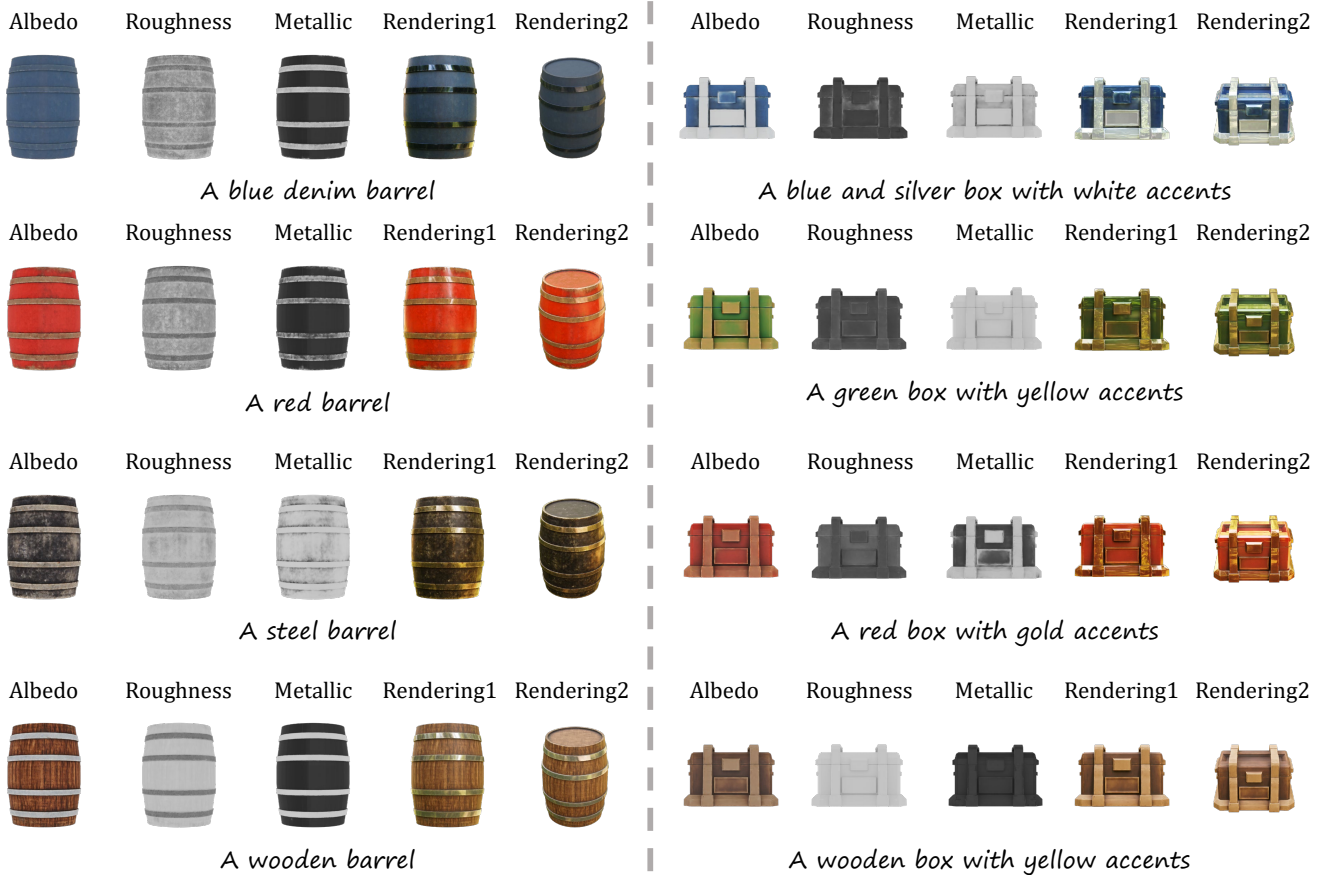 Albedo Roughness Metallic Rendering1 Rendering2
A blue denim barrel
Albedo Roughness Metallic Rendering1 Rendering2
A red barrel
Albedo Roughness Metallic Rendering1 Rendering2
A steel barrel
Albedo Roughness Metallic Rendering1 Rendering2
A wooden barrel
Albedo Roughness Metallic Rendering1 Rendering2
A blue and silver box with white accents
Albedo Roughness Metallic Rendering1 Rendering2
A green box with yellow accents
Albedo Roughness Metallic Rendering1 Rendering2
A red box with gold accents
Albedo Roughness Metallic Rendering1 Rendering2
A wooden box with yellow accents